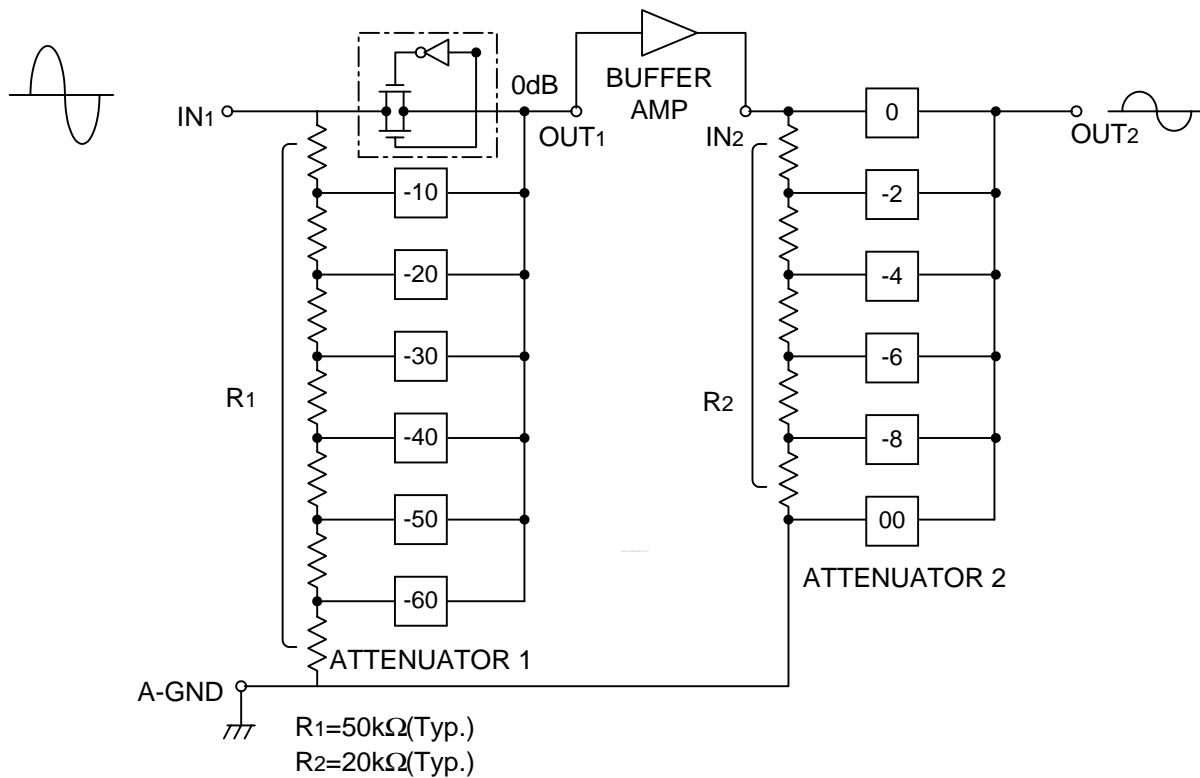 0dB
BUFFER
AMP
IN1
OUT1
IN2
0
OUT2
-10
-2
-20
-4
-30
-6
R1
R2
-40
-8
-50
00
ATTENUATOR 2
-60
ATTENUATOR 1
A-GND
R1=50kΩ(Typ.)
R2=20kΩ(Typ.)